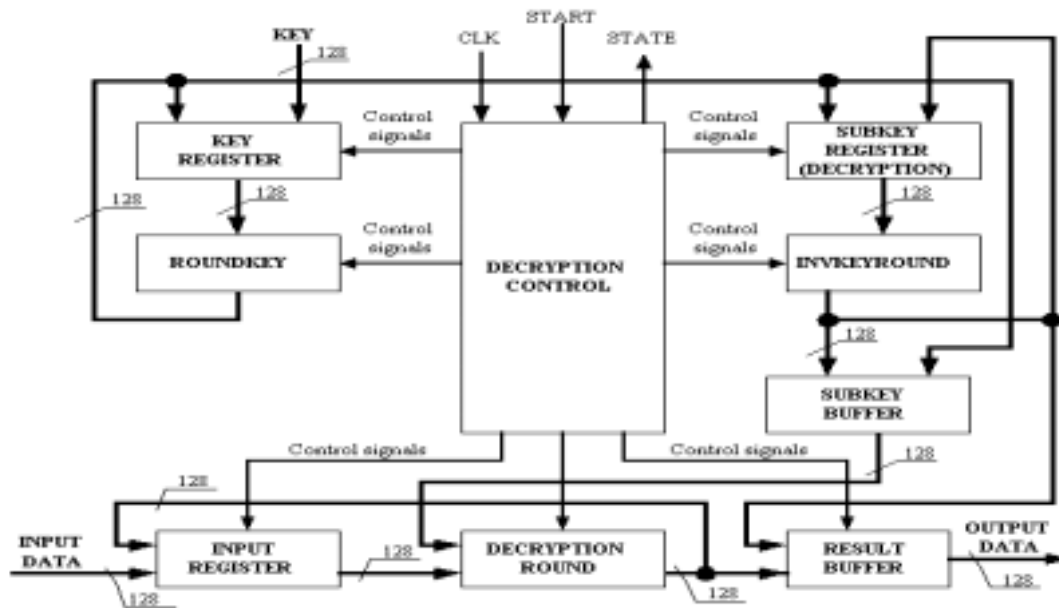 START
KEY
CLK
STATE
128
Control
signals
Control
signals
KEY
REGISTER
SUBKEY
REGISTER
(DECRYPTION)
128
128
128
Control
signals
Control
signals
ROUNDKEY
DECRYPTION
CONTROL
INVKEYROUND
128
SUBKEY
BUFFER
Control signals
Control signals
128
128
INPUT
DATA
INPUT
REGISTER
DECRYPTION
ROUND
RESULT
BUFFER
OUTPUT
DATA
128
128
128
128